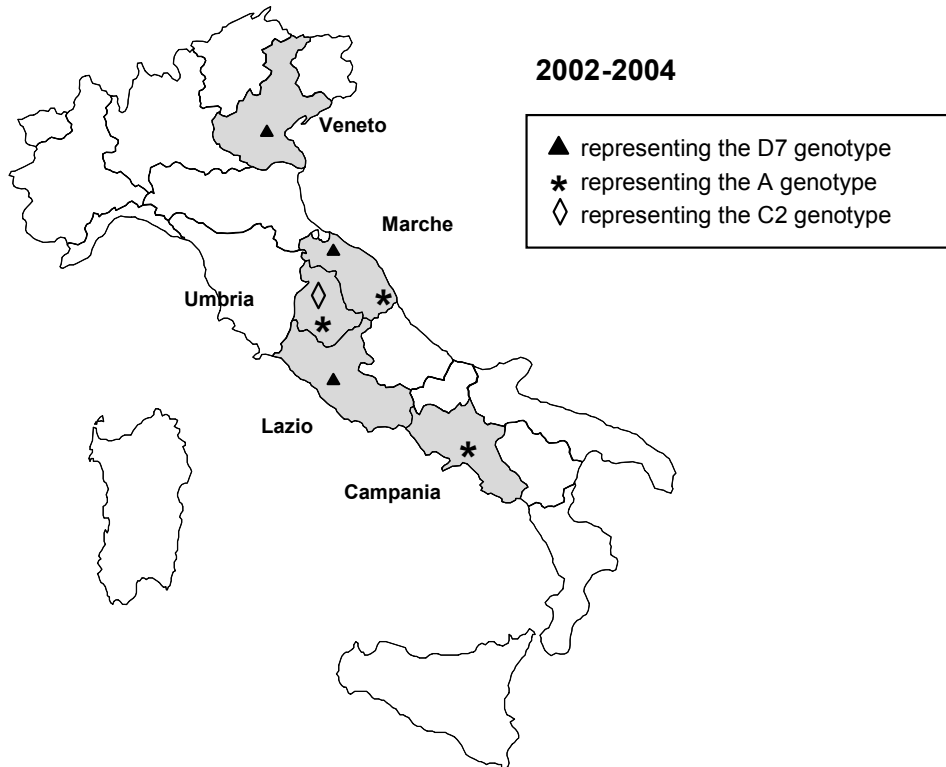 2002-2004
representing the D7 genotype
representing the A genotype
representing the C2 genotype
Veneto
Marche
Umbria
Lazio
Campania